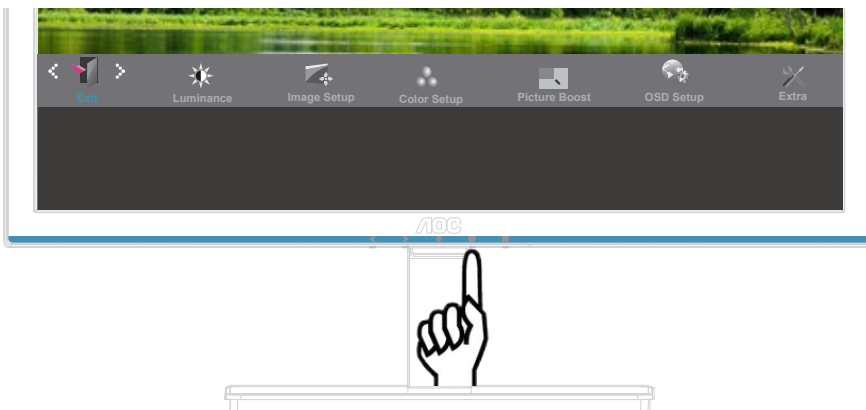 Exit
Luminance
Image Setup
Color Setup
Picture Boost
OSD Setup
Extra
AOC